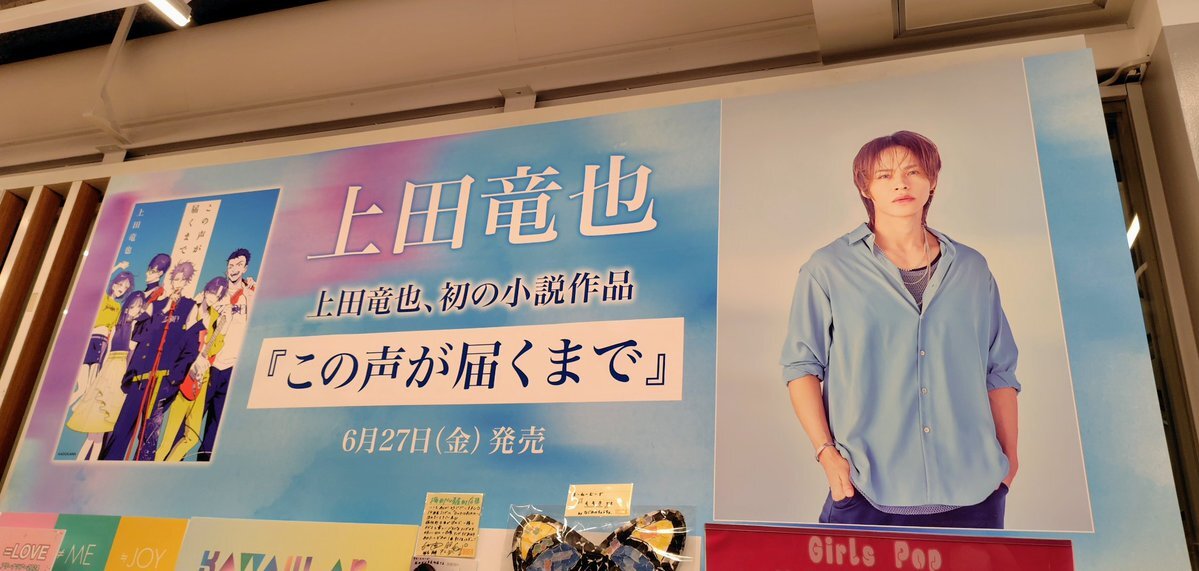 上田竜也
この声が
届くまで
上田竜也
上田竜也、初の小説作品
『この声が届くまで』
6月27日(金) 発売
=LOVE
≠ME
≒JOY
KAWAII LAB
Girls Pop